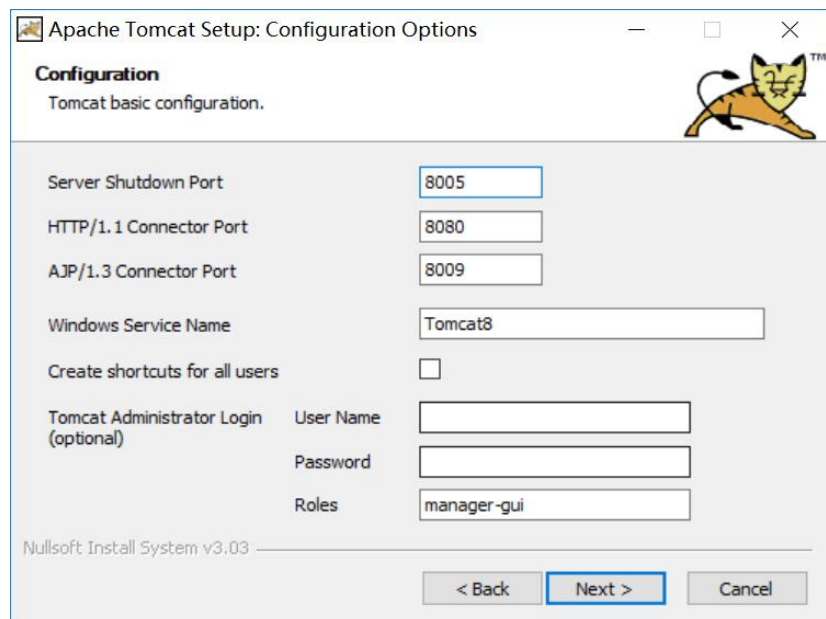 Apache Tomcat Setup: Configuration Options
Configuration
Tomcat basic configuration.
TM
Server Shutdown Port 8005
HTTP/1.1 Connector Port 8080
AJP/1.3 Connector Port 8009
Windows Service Name Tomcat8
Create shortcuts for all users
Tomcat Administrator Login User Name
(optional)
Password
Roles manager-gui
Nullsoft Install System v3.03
< Back Next > Cancel